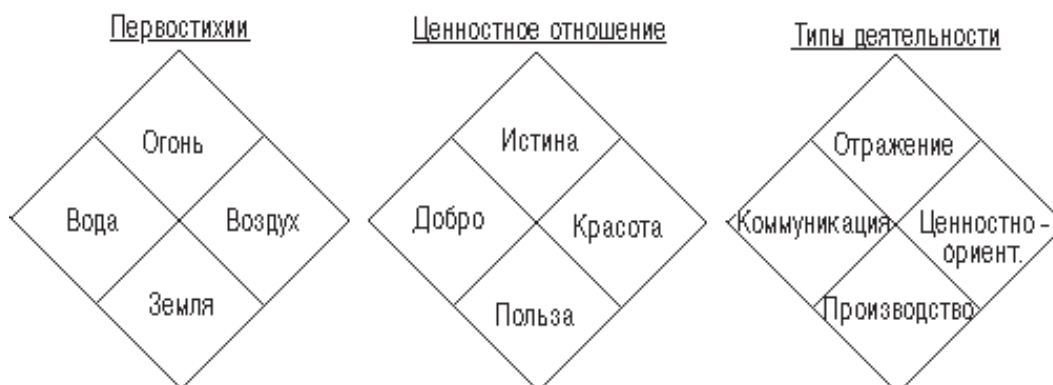 Первостихии
Огонь
Вода
Воздух
Земля
Ценностное отношение
Истина
Добро
Красота
Польза
Типы деятельности
Отражение
Коммуникация
Ценностно-
ориент.
Производство